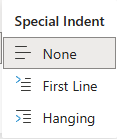 Special Indent
None
First Line
Hanging